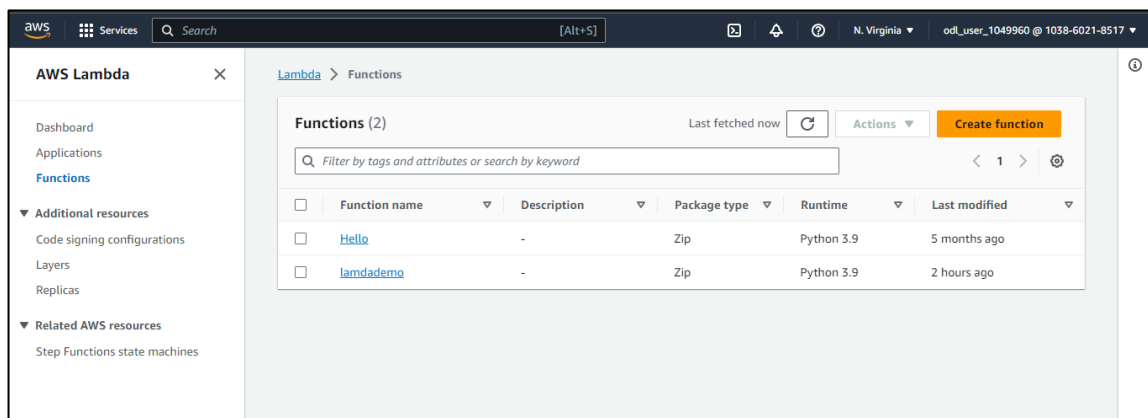 aws Services Search [Alt+S] N. Virginia odl_user_1049960 @ 1038-6021-8517
AWS Lambda
Dashboard
Applications
Functions
Additional resources
Code signing configurations
Layers
Replicas
Related AWS resources
Step Functions state machines
Lambda > Functions
Functions (2) Last fetched now Actions Create function
Filter by tags and attributes or search by keyword < 1 >
Function name Description Package type Runtime Last modified
Hello - Zip Python 3.9 5 months ago
lamdademo - Zip Python 3.9 2 hours ago